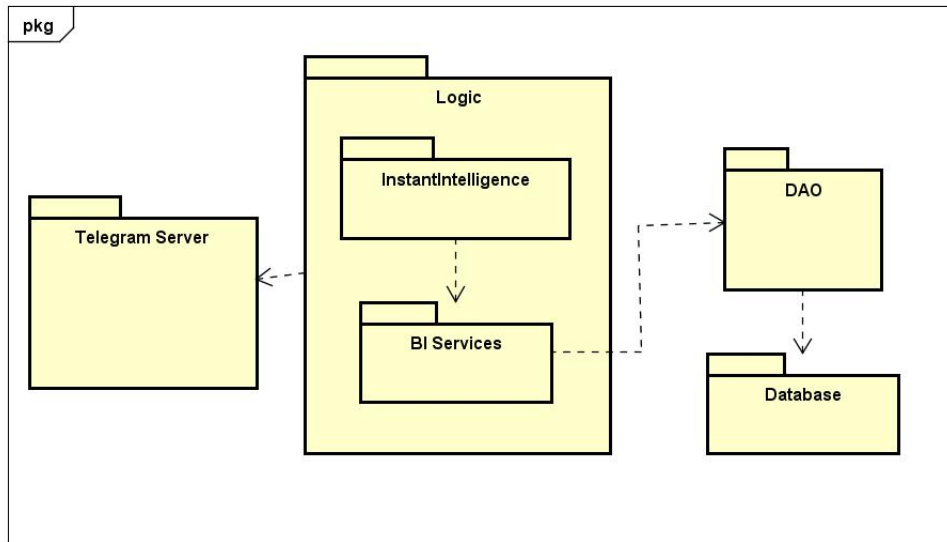 pkg
Logic
InstantIntelligence
DAO
Telegram Server
BI Services
Database